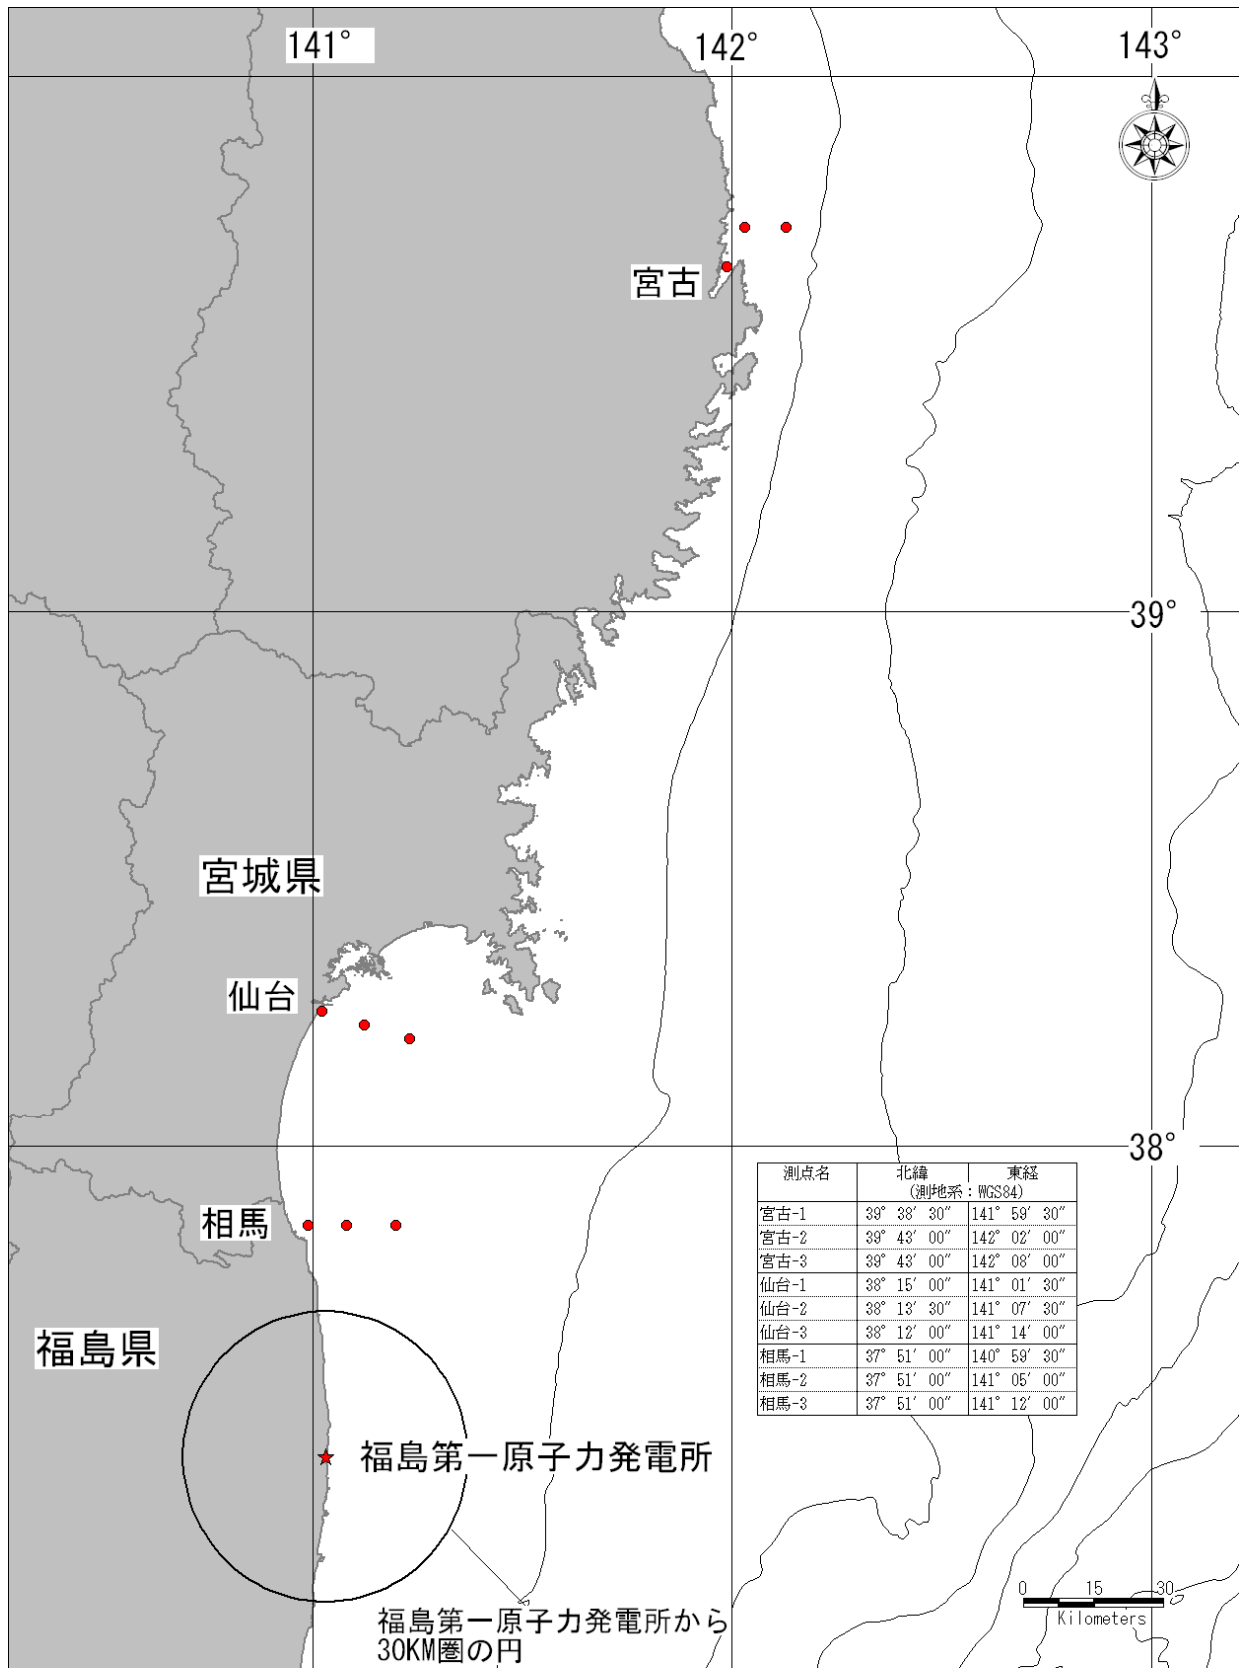 141° 142° 143°
宮古
39°
宮城県
仙台
38°
相馬
測点名 北緯 東経
(測地系:WGS84)
宮古-1 39° 38′ 30″ 141° 59′ 30″
宮古-2 39° 43′ 00″ 142° 02′ 00″
宮古-3 39° 43′ 00″ 142° 08′ 00″
仙台-1 38° 15′ 00″ 141° 01′ 30″
仙台-2 38° 13′ 30″ 141° 07′ 30″
仙台-3 38° 12′ 00″ 141° 14′ 00″
相馬-1 37° 51′ 00″ 140° 59′ 30″
相馬-2 37° 51′ 00″ 141° 05′ 00″
相馬-3 37° 51′ 00″ 141° 12′ 00″
福島県
福島第一原子力発電所
0 15 30
Kilometers
福島第一原子力発電所から
30KM圏の円